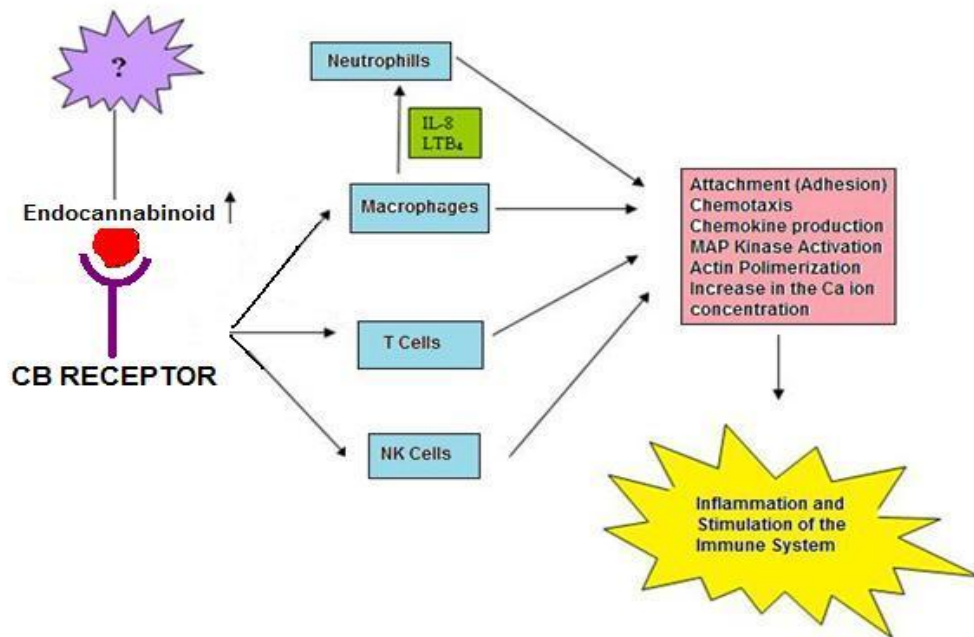 ?
Endocannabinoid
CB RECEPTOR
Neutrophills
IL-8
LTB₄
Macrophages
T Cells
NK Cells
Attachment (Adhesion)
Chemotaxis
Chemokine production
MAP Kinase Activation
Actin Polimerization
Increase in the Ca ion
concentration
Inflammation and
Stimulation of the
Immune System